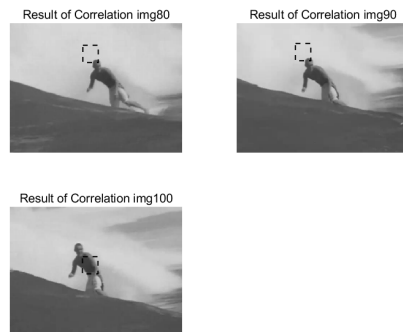 Result of Correlation img80
Result of Correlation img90
Result of Correlation img100